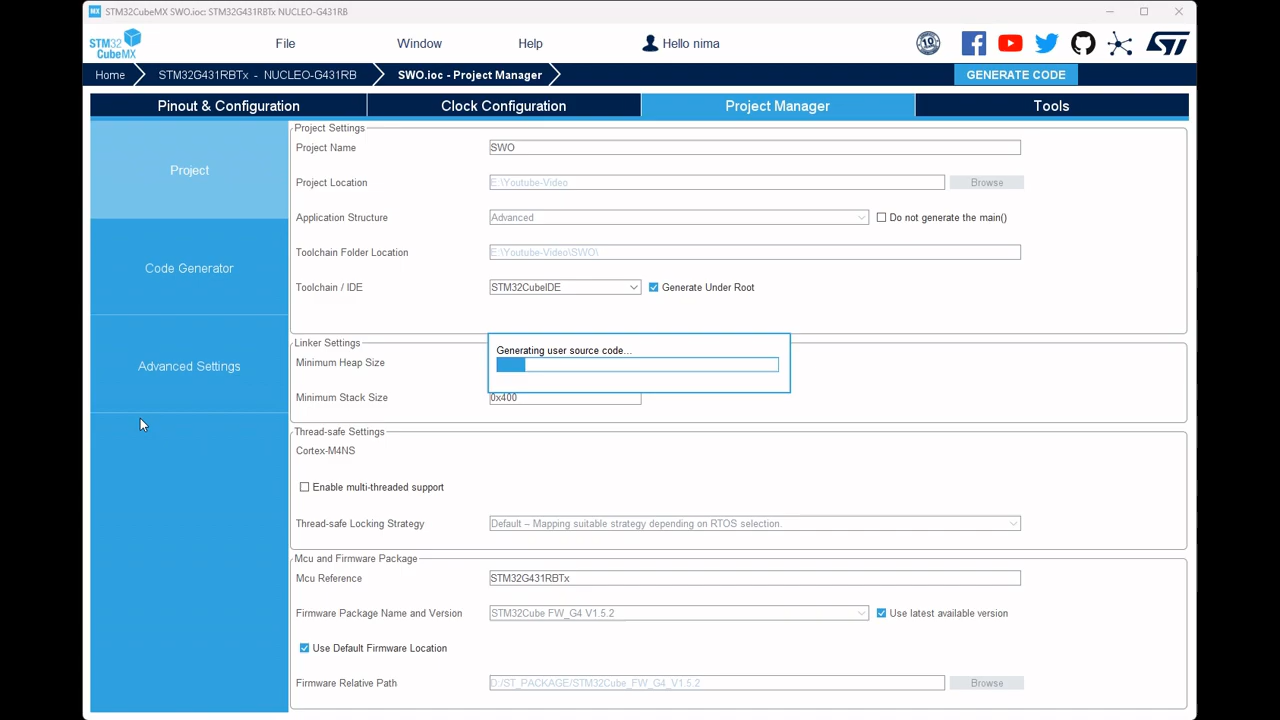 MX STM32CubeMX SWO.ioc: STM32G431RBTx NUCLEO-G431RB
STM32
CubeMX
File
Window
Help
Hello nima
10
Home
STM32G431RBTx - NUCLEO-G431RB
SWO.ioc - Project Manager
GENERATE CODE
Pinout & Configuration
Clock Configuration
Project Manager
Tools
Project
Code Generator
Advanced Settings
Project Settings
Project Name
SWO
Project Location
E:\Youtube-Video
Browse
Application Structure
Advanced
Do not generate the main()
Toolchain Folder Location
E:\Youtube-Video\SWO\
Toolchain / IDE
STM32CubeIDE
Generate Under Root
Linker Settings
Minimum Heap Size
Generating user source code...
Minimum Stack Size
0x400
Thread-safe Settings
Cortex-M4NS
Enable multi-threaded support
Thread-safe Locking Strategy
Default – Mapping suitable strategy depending on RTOS selection.
Mcu and Firmware Package
Mcu Reference
STM32G431RBTx
Firmware Package Name and Version
STM32Cube FW_G4 V1.5.2
Use latest available version
Use Default Firmware Location
Firmware Relative Path
D:/ST_PACKAGE/STM32Cube_FW_G4_V1.5.2
Browse